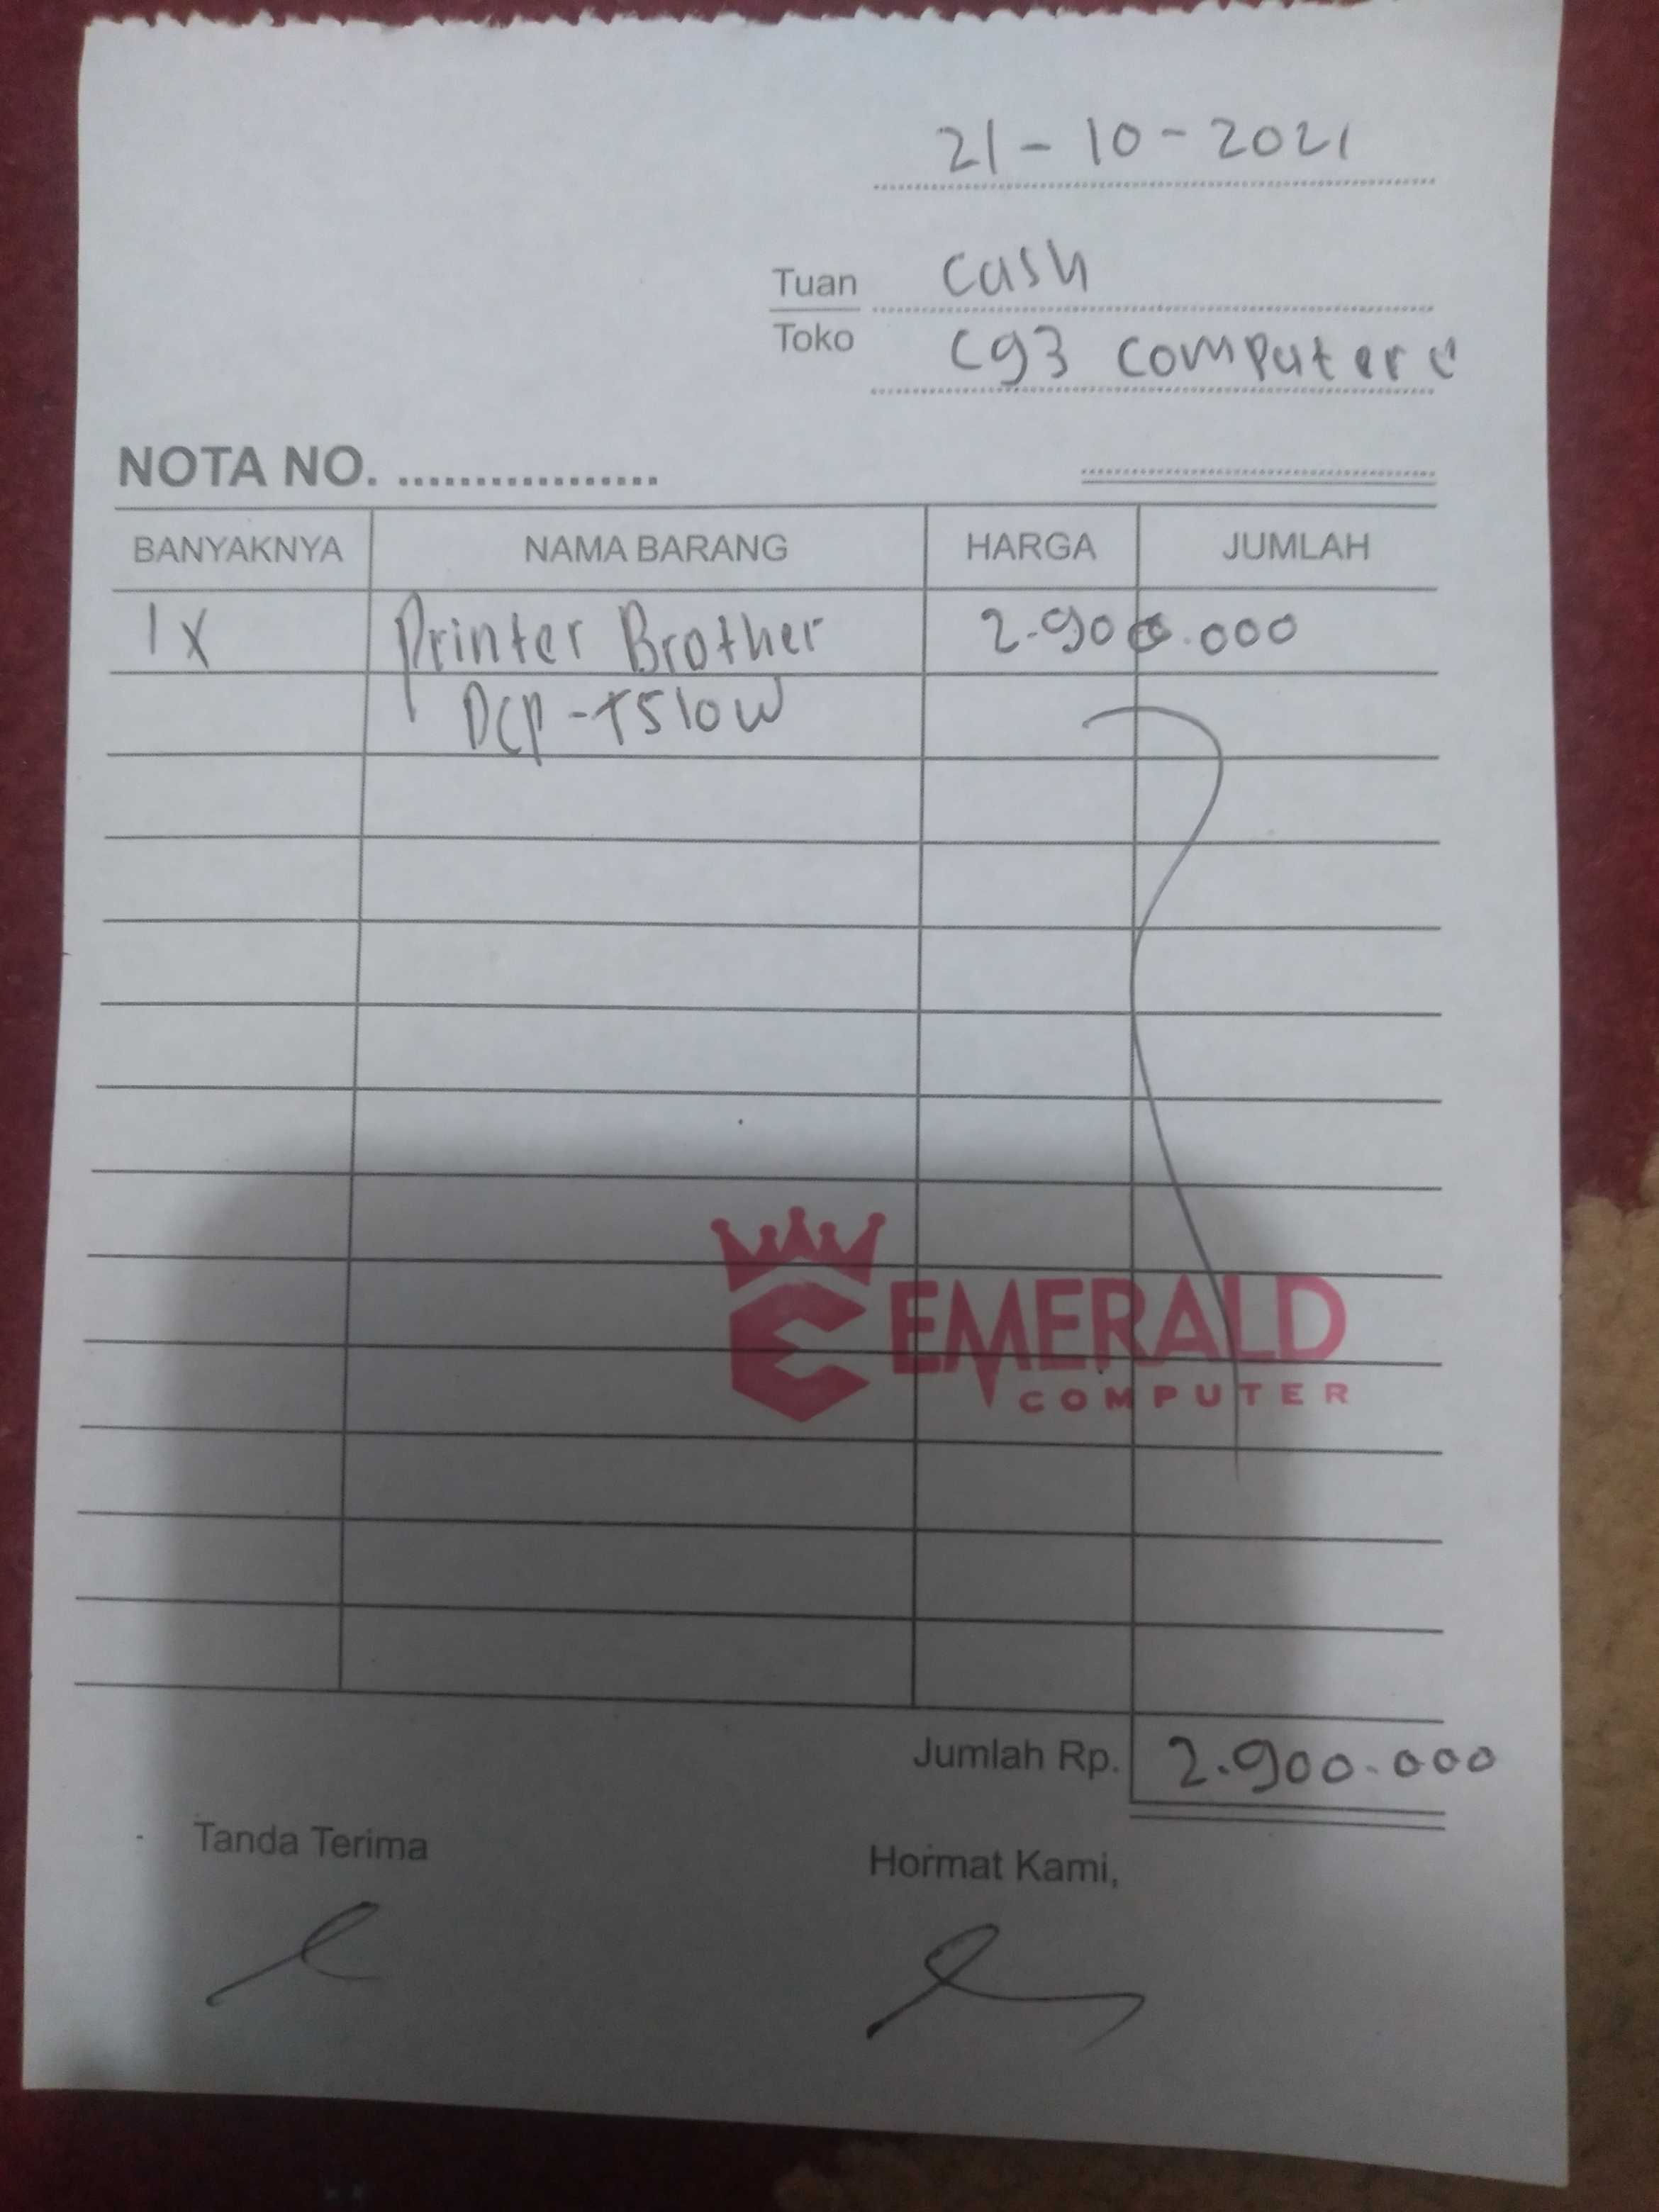 21-10-2021
Tuan Cash
Toko Cg3 Computere
NOTA NO. .................
BANYAKNYA NAMA BARANG HARGA JUMLAH
1X Printer Brother 2.900.000
DCP-T510W
EMERALD
COMPUTER
Jumlah Rp. 2.900.000
Tanda Terima Hormat Kami,